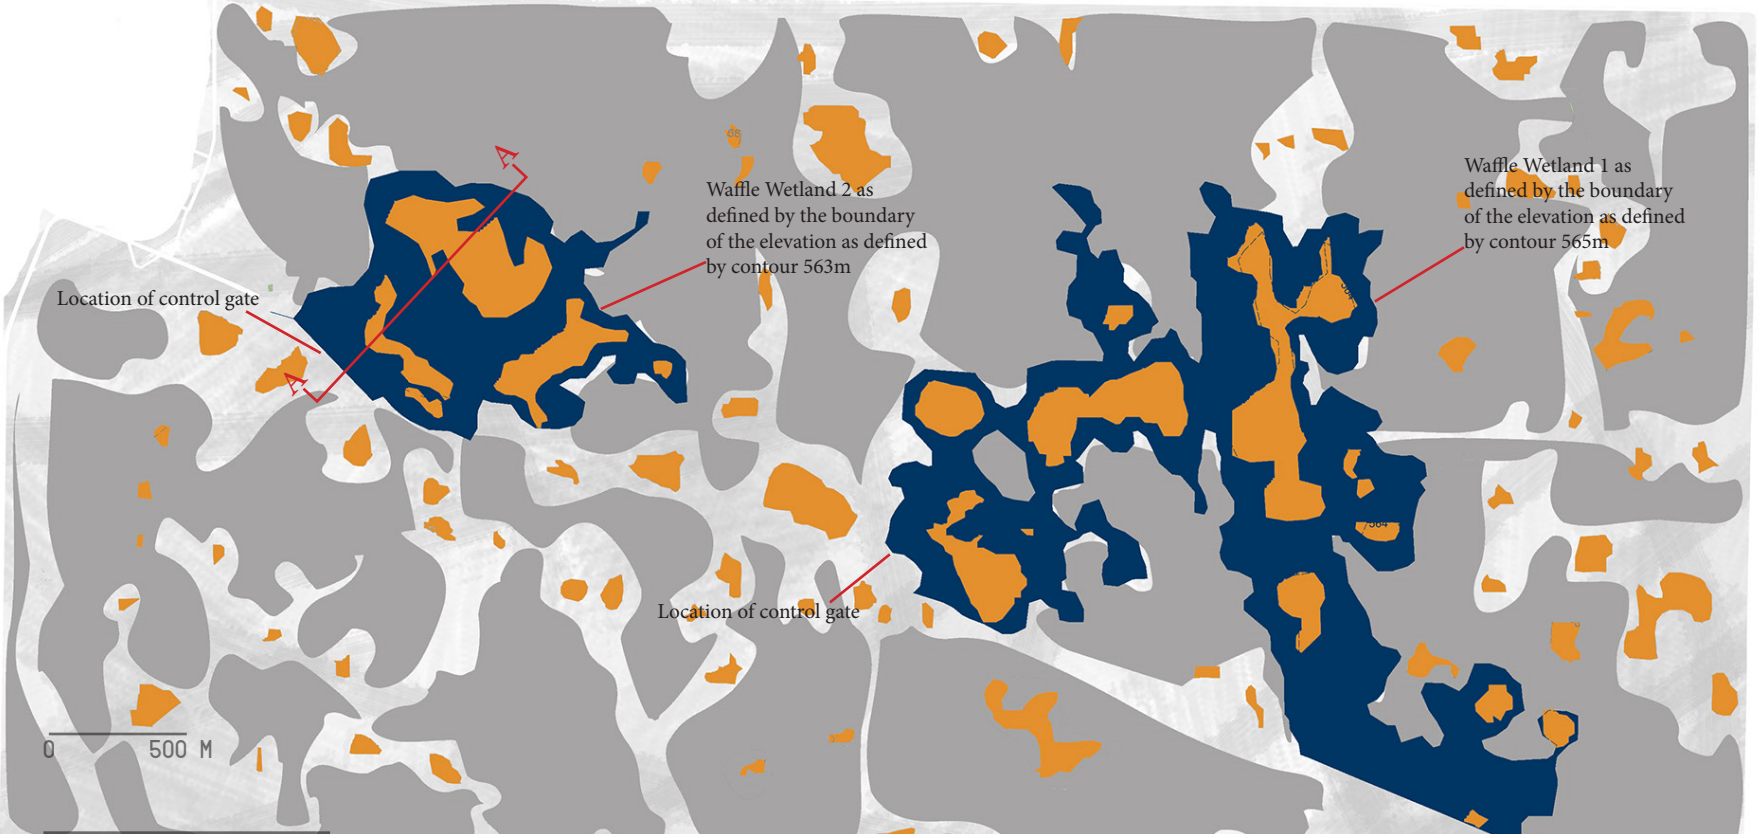 A
Waffle Wetland 2 as
defined by the boundary
of the elevation as defined
by contour 563m
Waffle Wetland 1 as
defined by the boundary
of the elevation as defined
by contour 565m
Location of control gate
A
564
Location of control gate
0 500 M